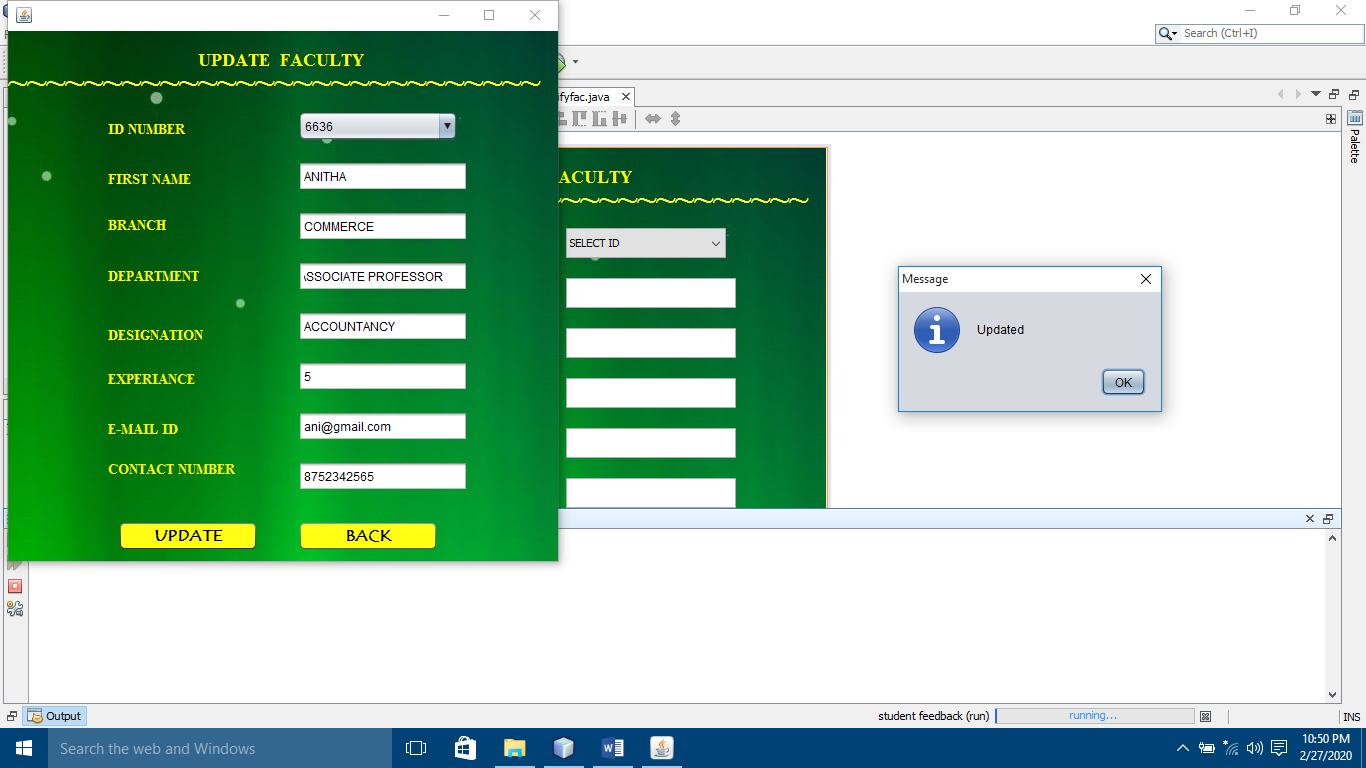 Search (Ctrl+I)
UPDATE FACULTY
ifyfac.java
Palette
ID NUMBER 6636
FIRST NAME ANITHA
BRANCH COMMERCE
DEPARTMENT ASSOCIATE PROFESSOR
DESIGNATION ACCOUNTANCY
EXPERIANCE 5
E-MAIL ID ani@gmail.com
CONTACT NUMBER 8752342565
UPDATE BACK
ACULTY
SELECT ID
Message
Updated
OK
Output
student feedback (run) running... INS
Search the web and Windows
10:50 PM
2/27/2020